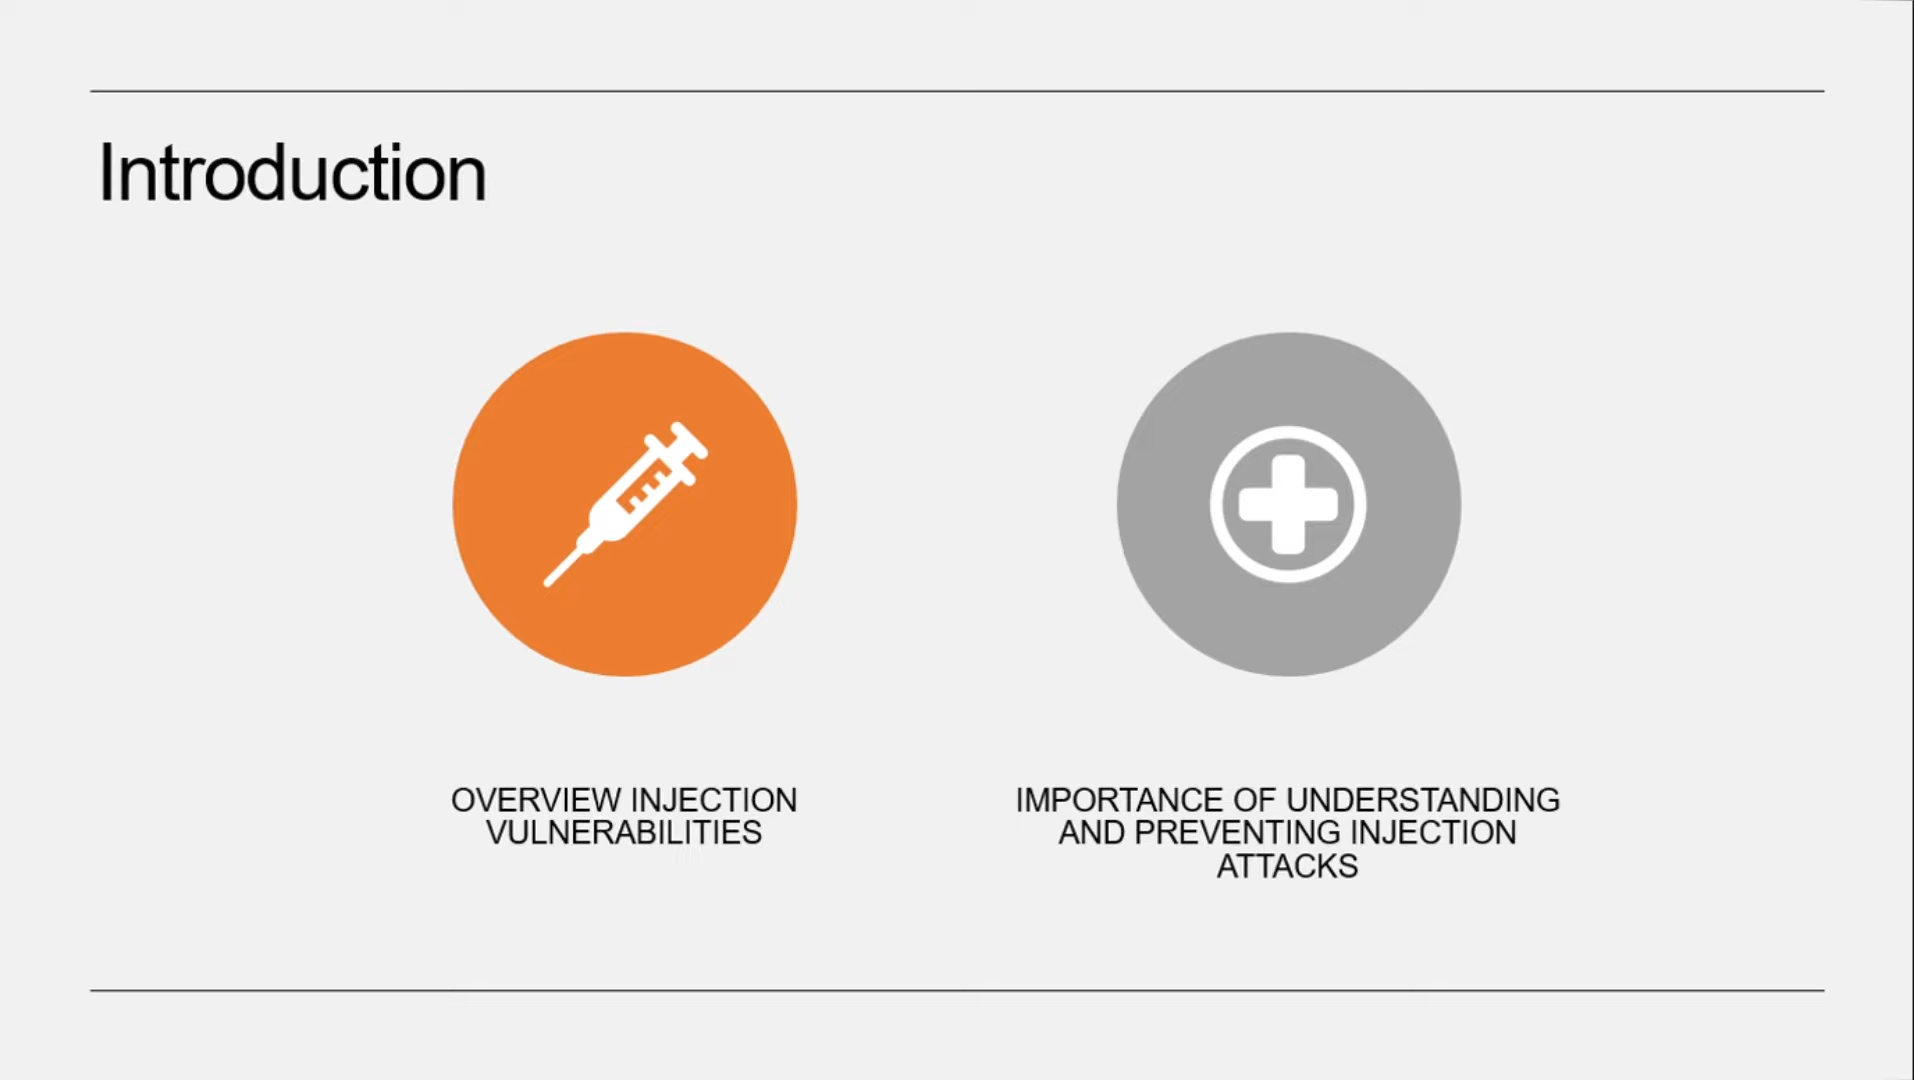 Introduction
OVERVIEW INJECTION
VULNERABILITIES
IMPORTANCE OF UNDERSTANDING
AND PREVENTING INJECTION
ATTACKS